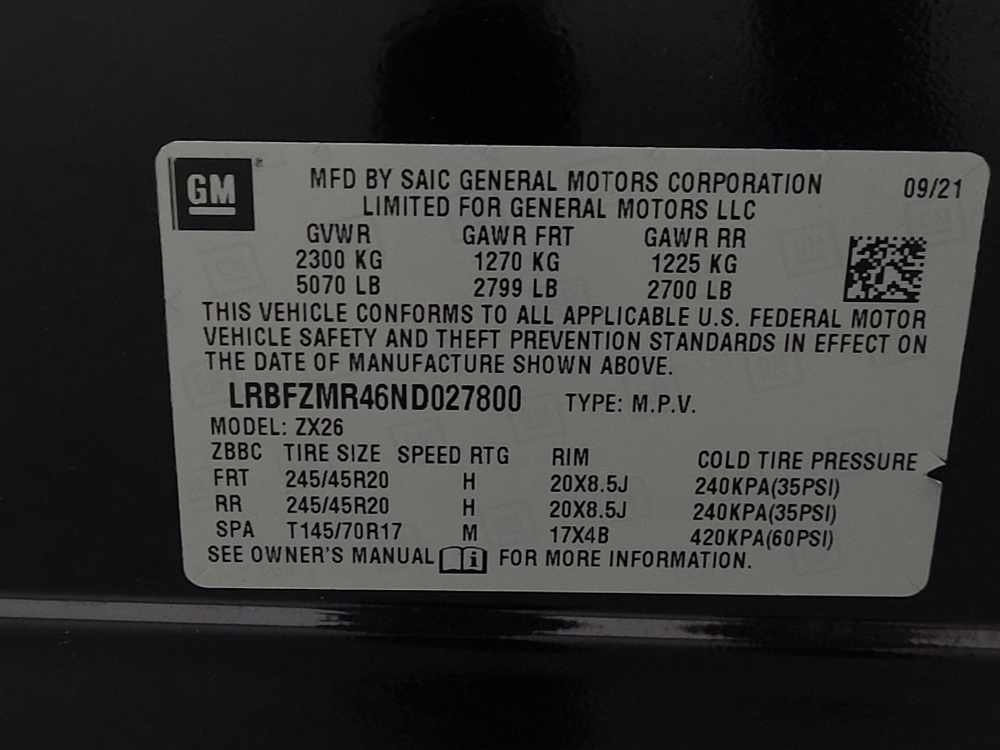 GM ®
MFD BY SAIC GENERAL MOTORS CORPORATION 09/21
LIMITED FOR GENERAL MOTORS LLC
GVWR GAWR FRT GAWR RR
2300 KG 1270 KG 1225 KG
5070 LB 2799 LB 2700 LB
THIS VEHICLE CONFORMS TO ALL APPLICABLE U.S. FEDERAL MOTOR
VEHICLE SAFETY AND THEFT PREVENTION STANDARDS IN EFFECT ON
THE DATE OF MANUFACTURE SHOWN ABOVE.
LRBFZMR46ND027800 TYPE: M.P.V.
MODEL: ZX26
ZBBC TIRE SIZE SPEED RTG RIM COLD TIRE PRESSURE
FRT 245/45R20 H 20X8.5J 240KPA(35PSI)
RR 245/45R20 H 20X8.5J 240KPA(35PSI)
SPA T145/70R17 M 17X4B 420KPA(60PSI)
SEE OWNER'S MANUAL i FOR MORE INFORMATION.